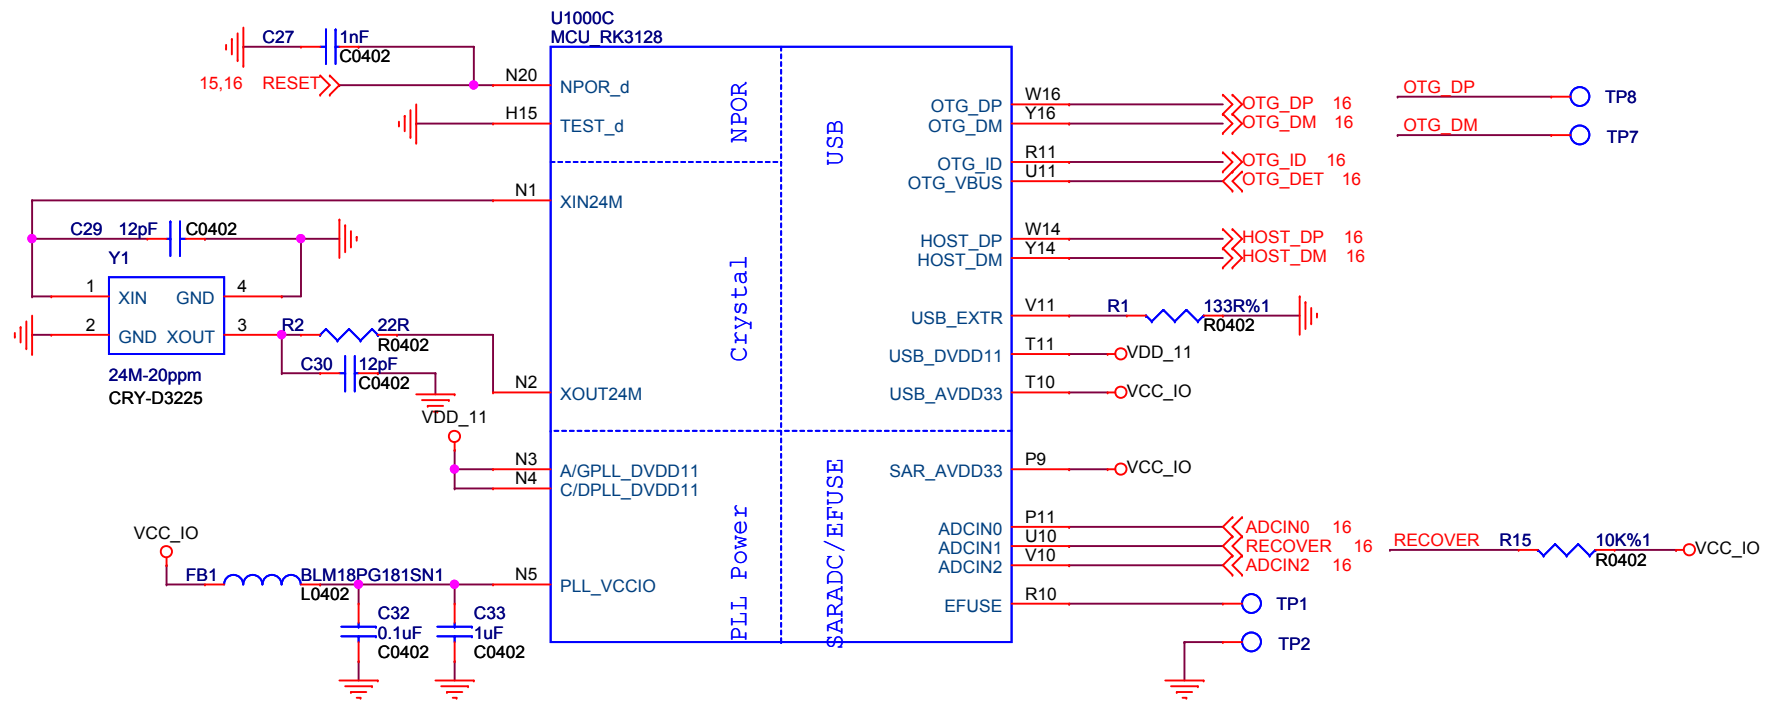 U1000C
MCU_RK3128
C27 1nF
C0402
15,16 RESET
N20 NPOR_d
H15 TEST_d
NPOR
N1 XIN24M
C29 12pF C0402
Y1
1 XIN GND 4
2 GND XOUT 3
24M-20ppm
CRY-D3225
R2 22R
R0402
C30 12pF
C0402
N2 XOUT24M
Crystal
VDD_11
N3 A/GPLL_DVDD11
N4 C/DPLL_DVDD11
VCC_IO
FB1 BLM18PG181SN1
L0402
N5 PLL_VCCIO
C32
0.1uF
C0402
C33
1uF
C0402
PLL Power
USB
OTG_DP W16 OTG_DP 16
OTG_DM Y16 OTG_DM 16
OTG_ID R11 OTG_ID 16
OTG_VBUS U11 OTG_DET 16
HOST_DP W14 HOST_DP 16
HOST_DM Y14 HOST_DM 16
USB_EXTR V11 R1 133R%1
R0402
USB_DVDD11 T11 VDD_11
USB_AVDD33 T10 VCC_IO
SARADC/EFUSE
SAR_AVDD33 P9 VCC_IO
ADCIN0 P11 ADCIN0 16
ADCIN1 U10 RECOVER 16
ADCIN2 V10 ADCIN2 16
EFUSE R10 TP1
TP2
OTG_DP TP8
OTG_DM TP7
RECOVER R15 10K%1 VCC_IO
R0402